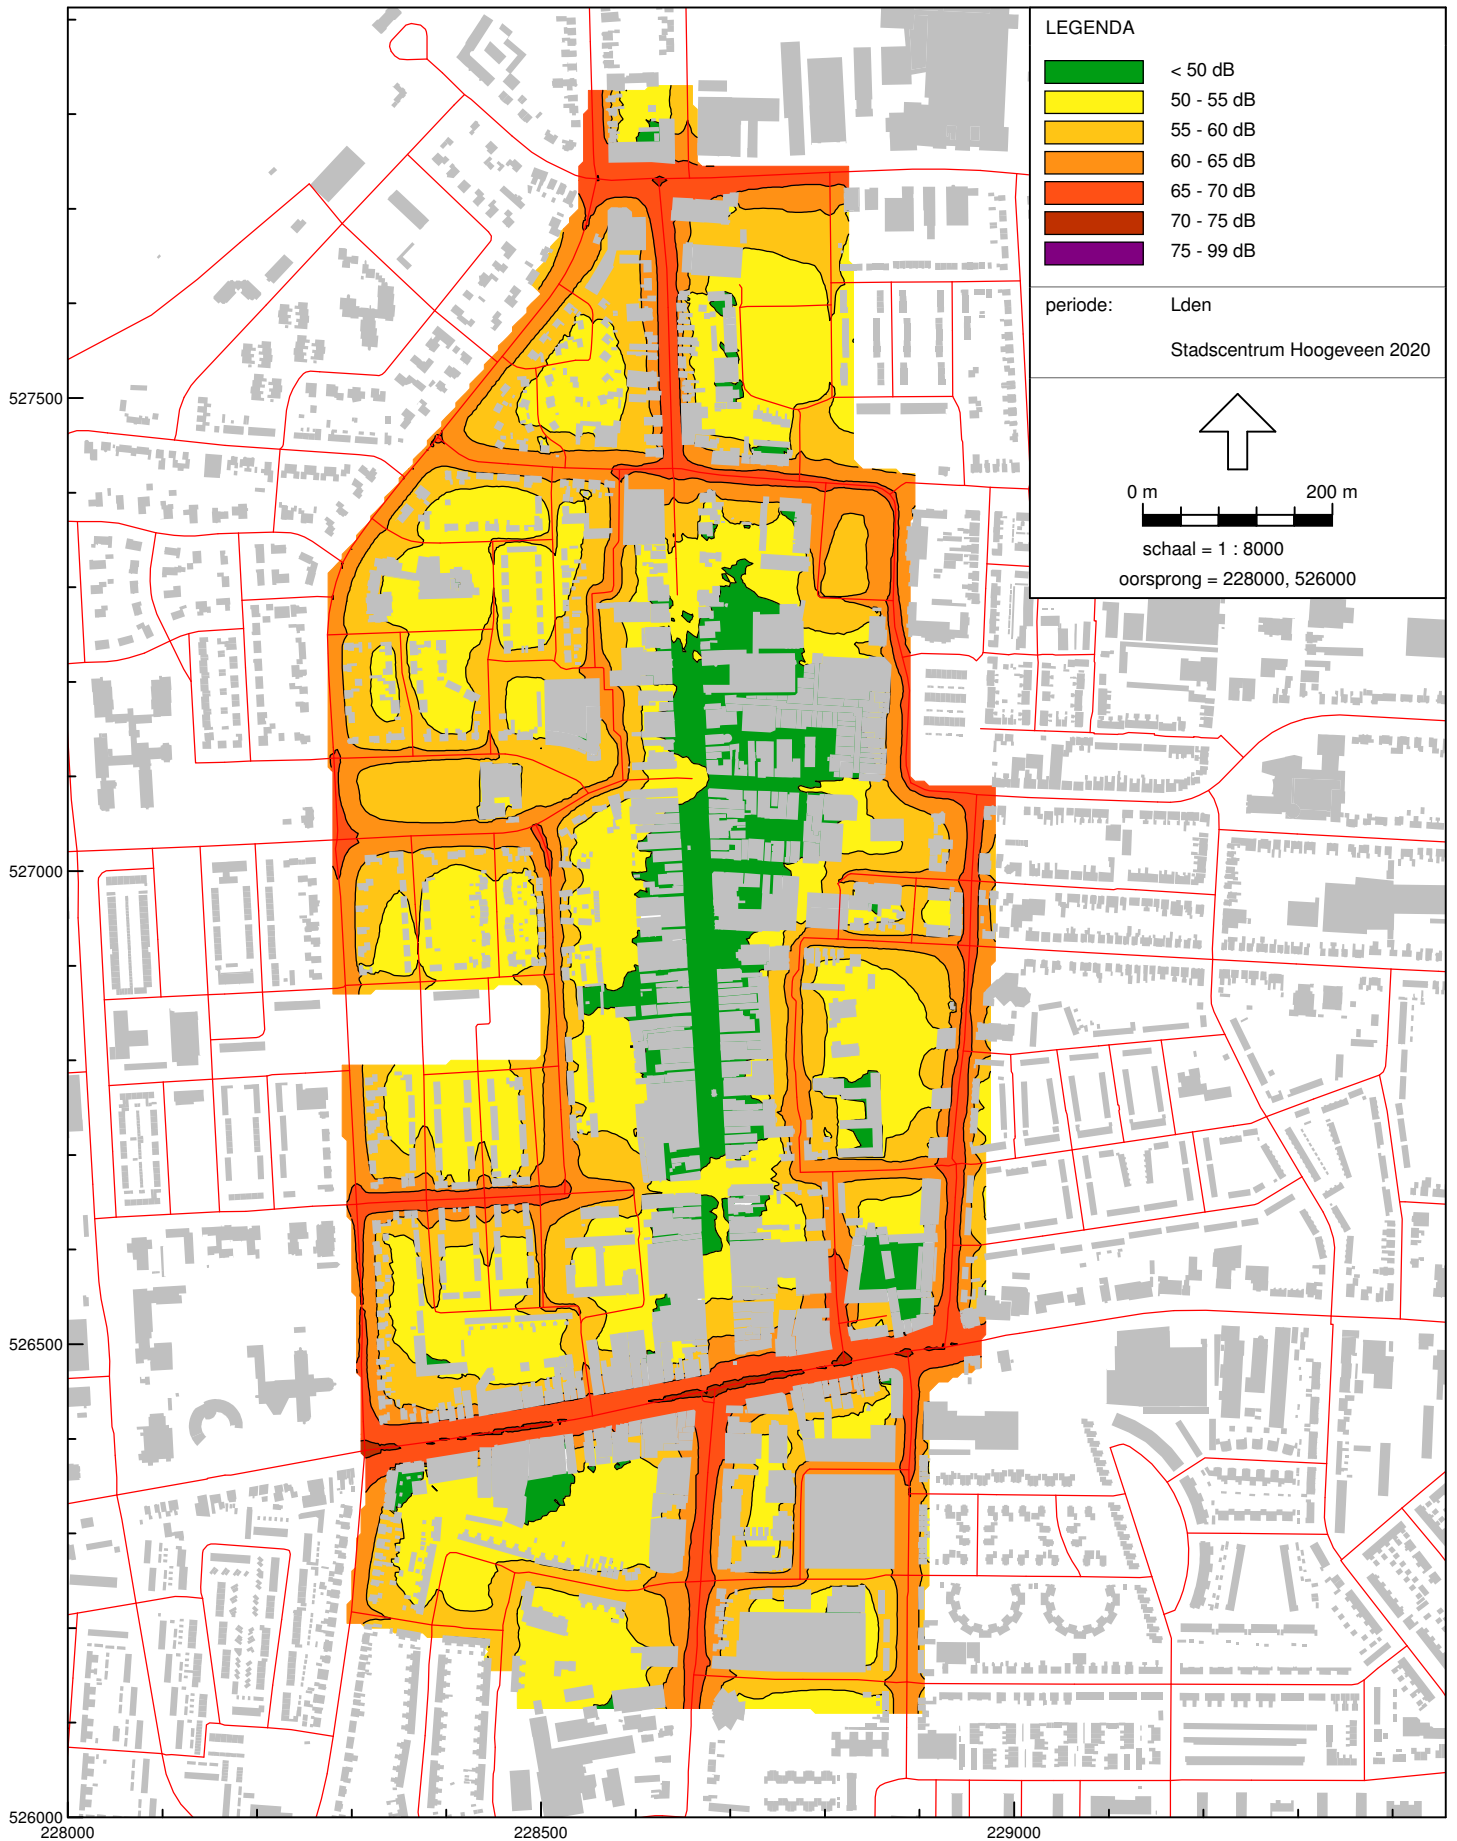 LEGENDA
< 50 dB
50 - 55 dB
55 - 60 dB
60 - 65 dB
65 - 70 dB
70 - 75 dB
75 - 99 dB
periode: Lden
Stadscentrum Hoogeveen 2020
0 m 200 m
schaal = 1 : 8000
oorsprong = 228000, 526000
527500
527000
526500
526000
228000 228500 229000